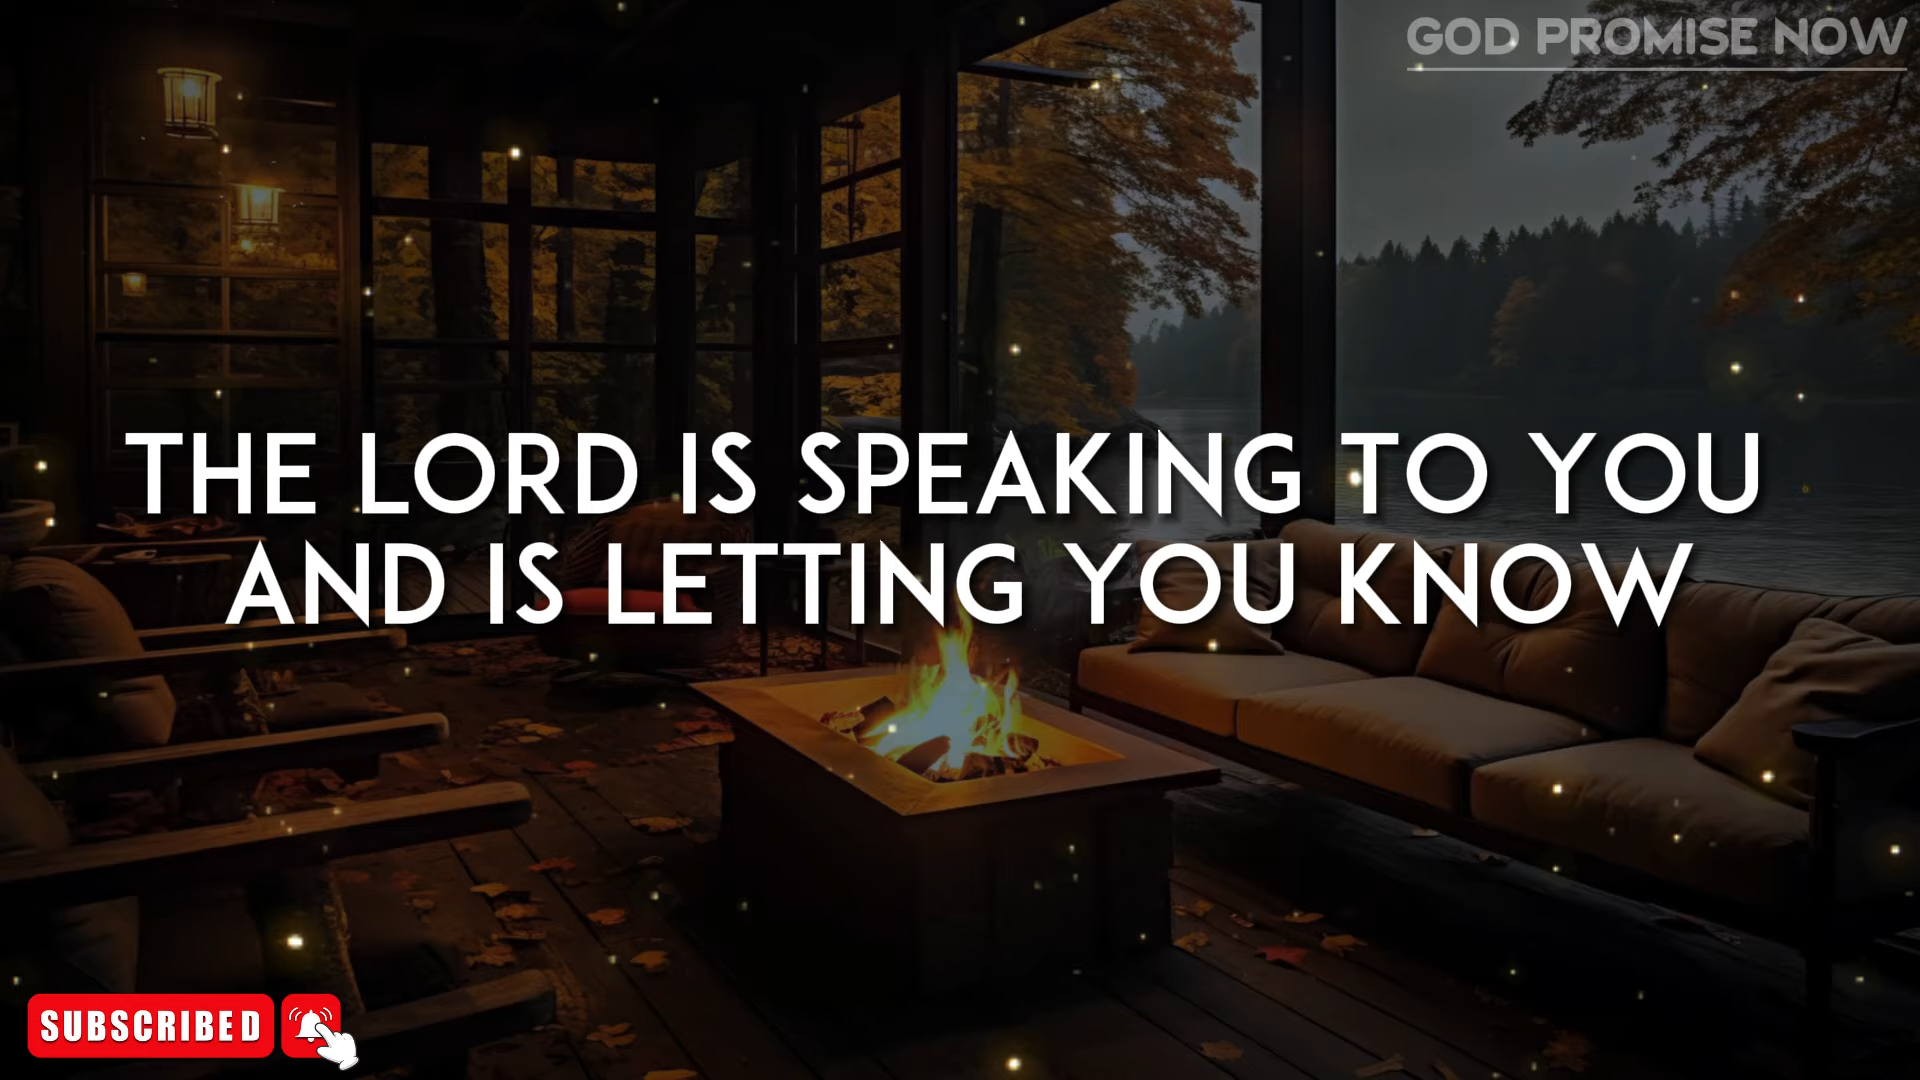 GOD PROMISE NOW
THE LORD IS SPEAKING TO YOU
AND IS LETTING YOU KNOW
SUBSCRIBED